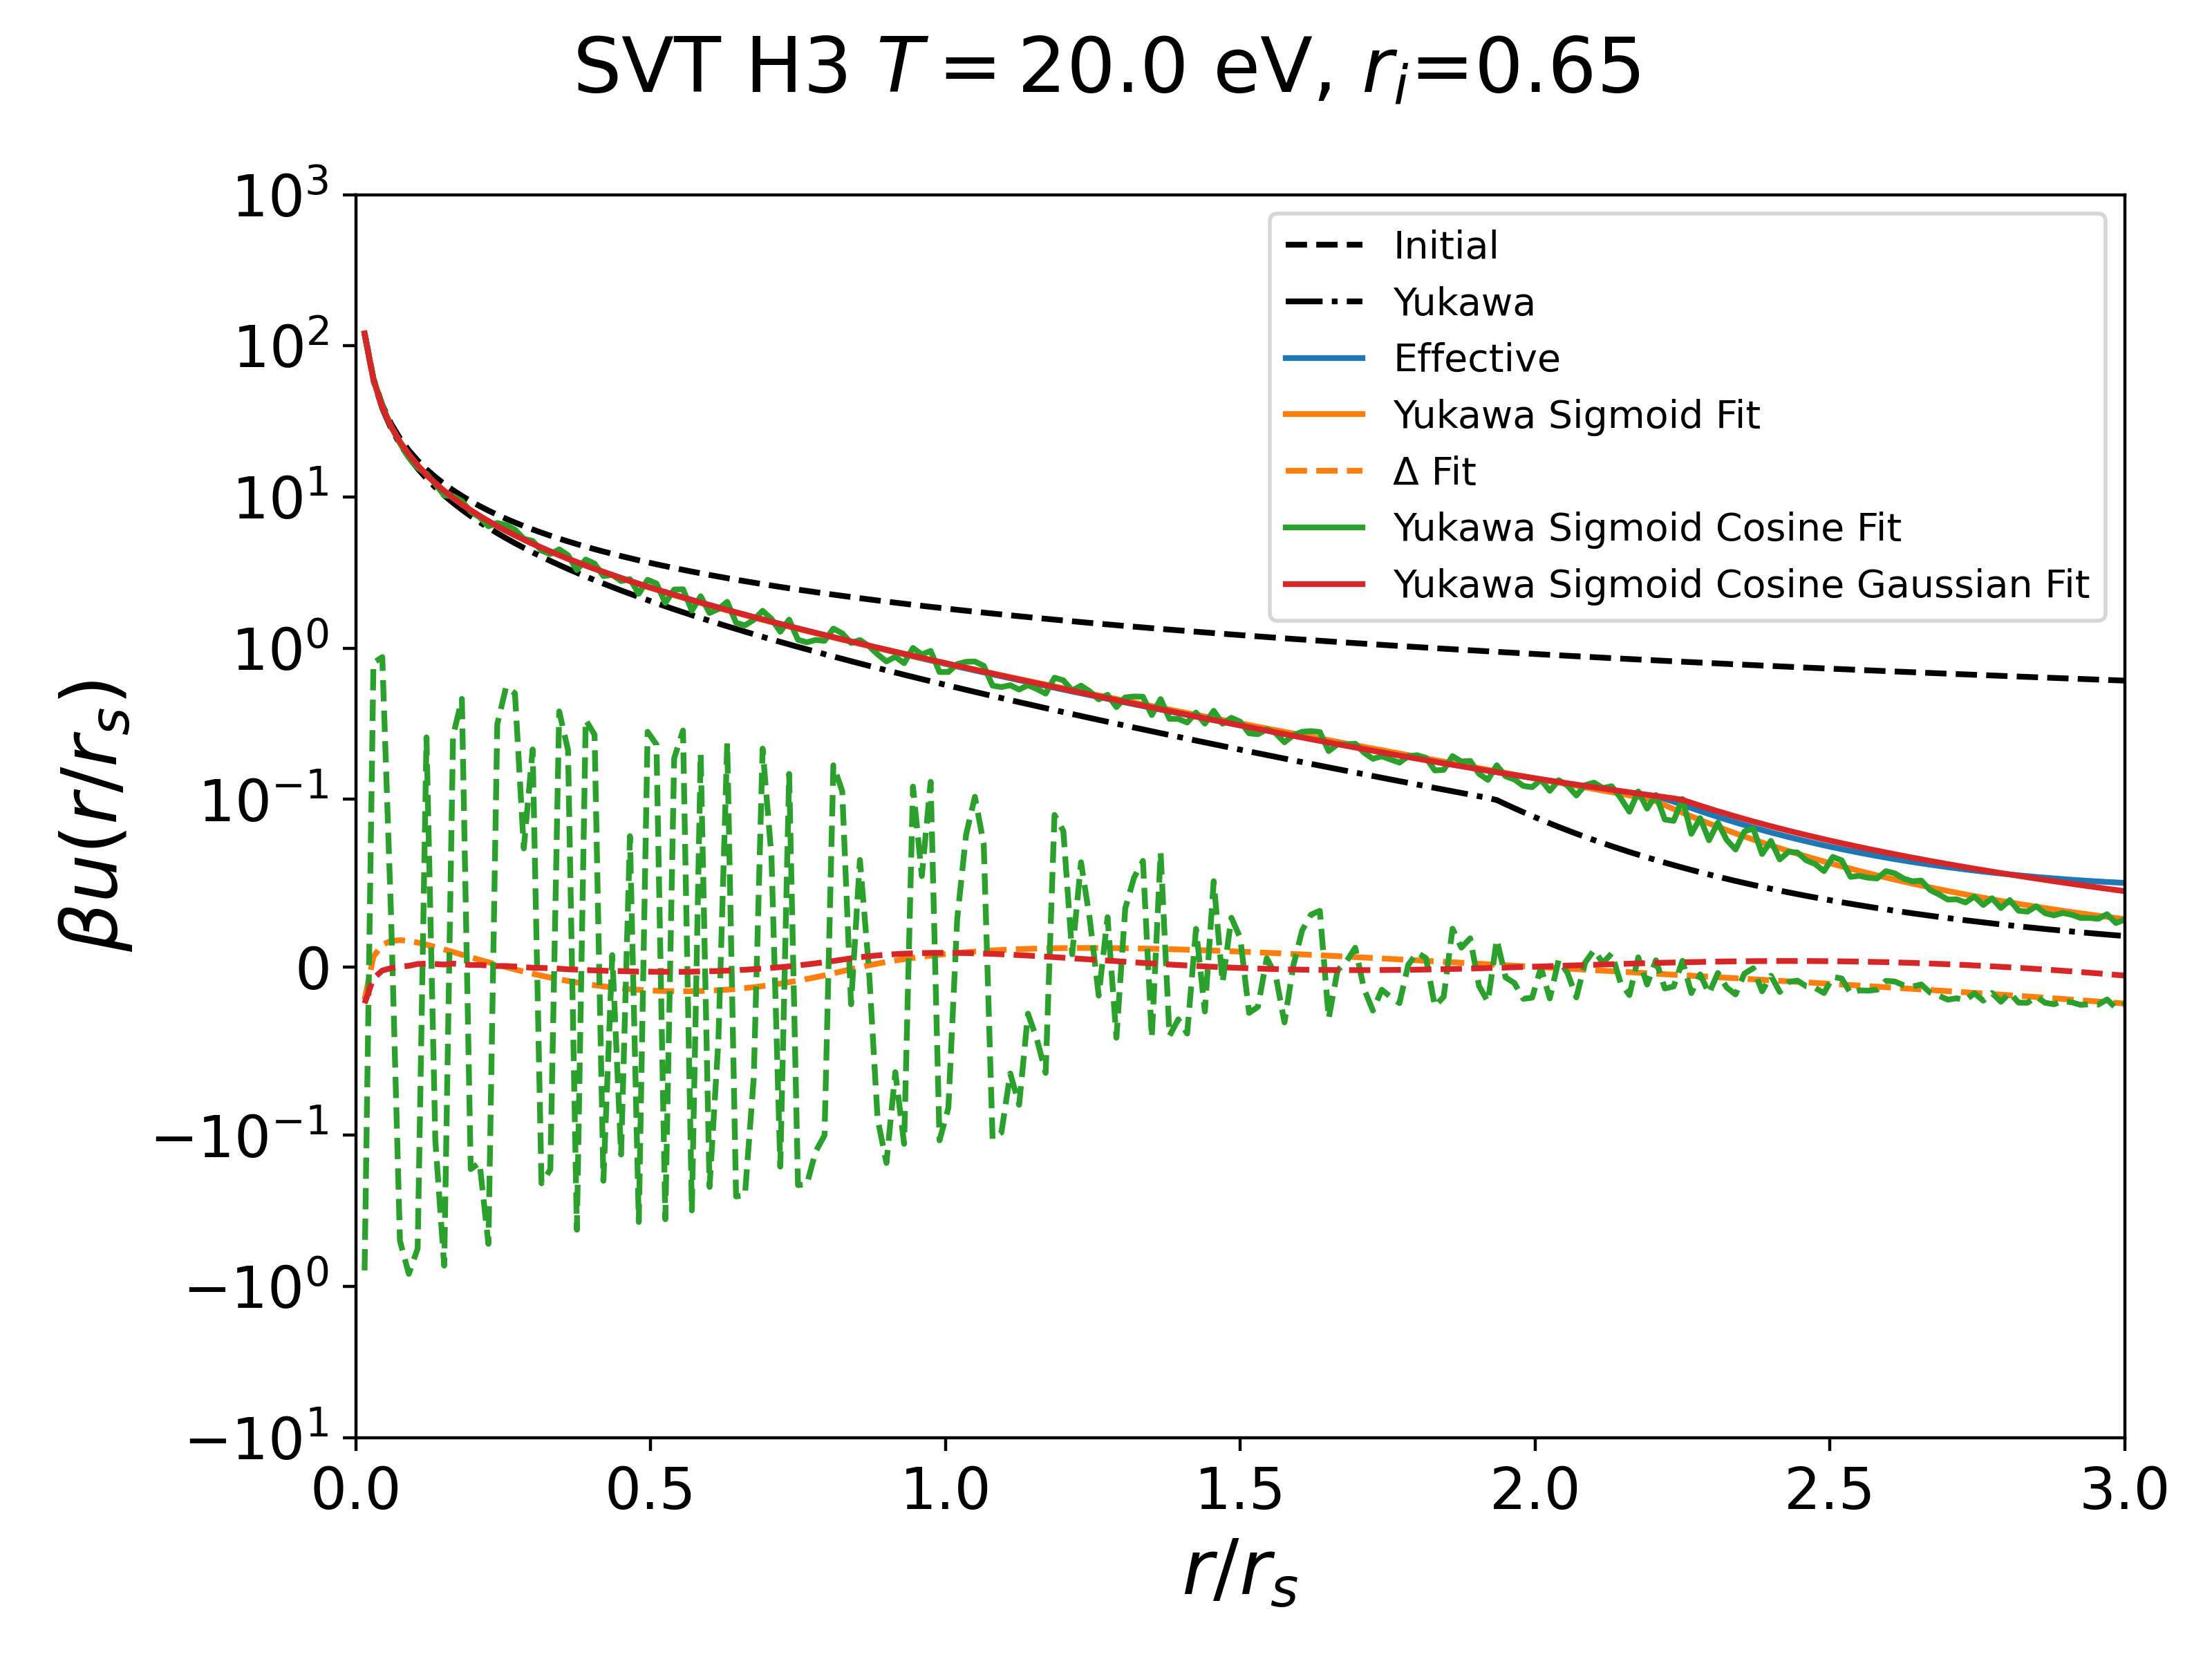 SVT H3 T = 20.0 eV, r_i=0.65
10^3
10^2
10^1
10^0
10^−1
0
−10^−1
−10^0
−10^1
βu(r/r_s)
Initial
Yukawa
Effective
Yukawa Sigmoid Fit
Δ Fit
Yukawa Sigmoid Cosine Fit
Yukawa Sigmoid Cosine Gaussian Fit
0.0 0.5 1.0 1.5 2.0 2.5 3.0
r/r_s